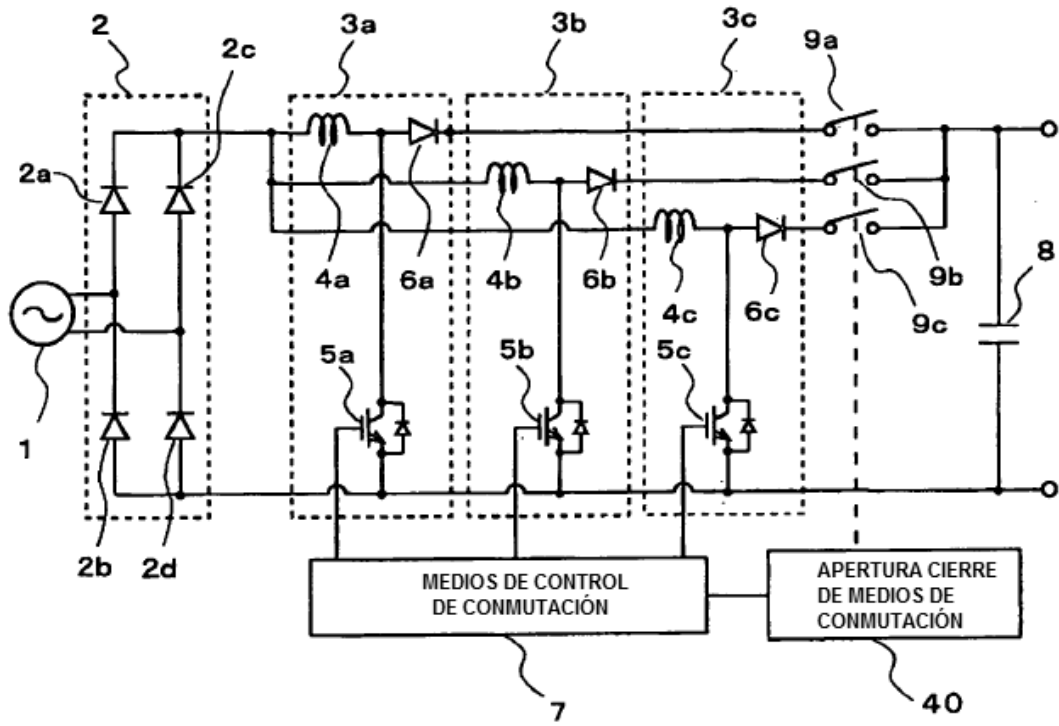 2
2c
3a
3b
3c
9a
2a
4a
6a
4b
6b
4c
6c
9b
9c
8
5a
5b
5c
1
2b
2d
MEDIOS DE CONTROL
DE CONMUTACIÓN
APERTURA CIERRE
DE MEDIOS DE
CONMUTACIÓN
7
40